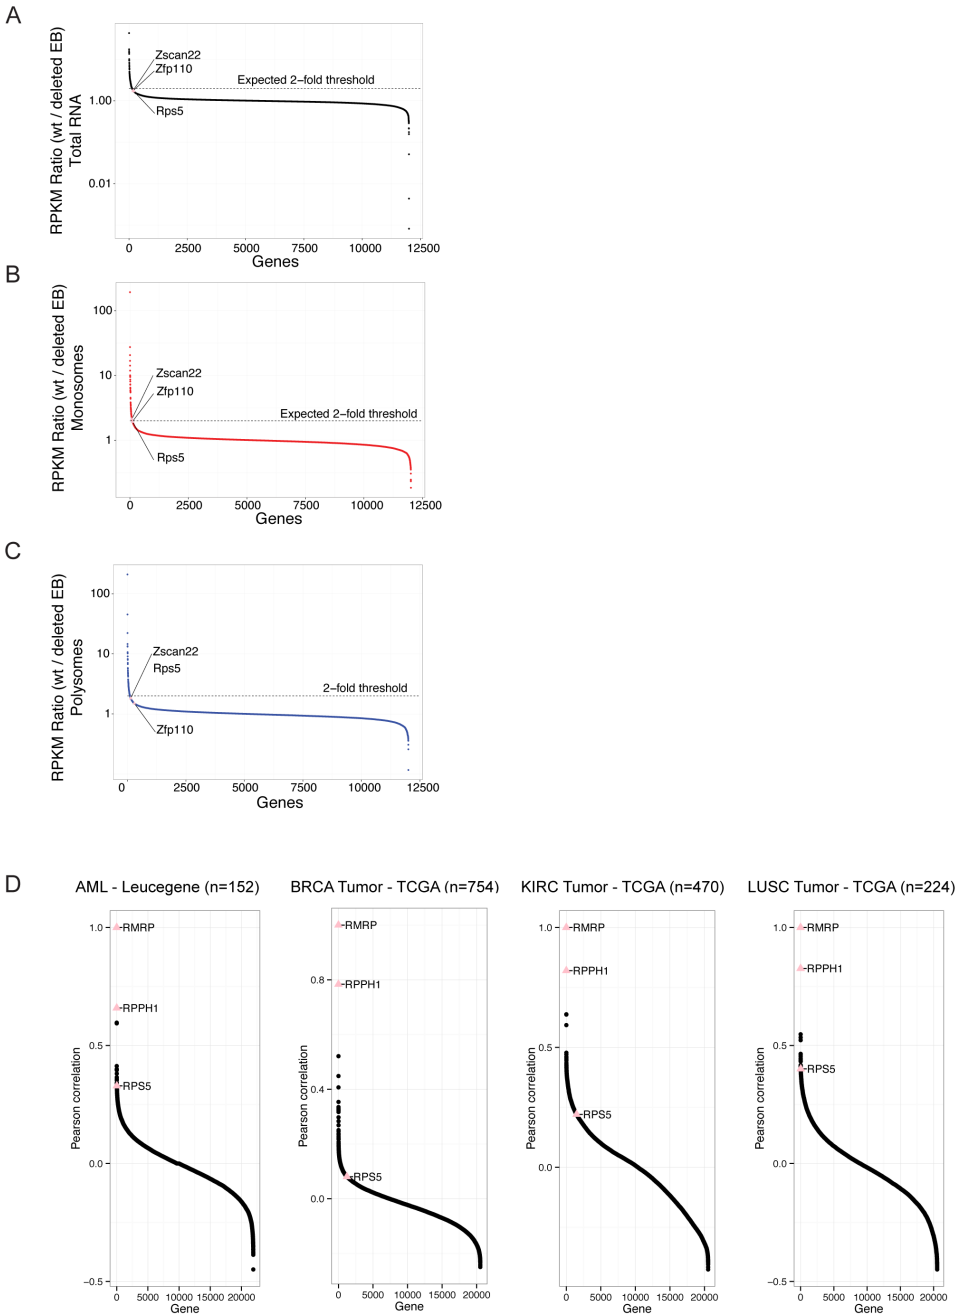 A
RPKM Ratio (wt / deleted EB)
Total RNA
Zscan22
Zfp110
Expected 2-fold threshold
1.00
Rps5
0.01
0 2500 5000 7500 10000 12500
Genes
B
RPKM Ratio (wt / deleted EB)
Monosomes
100
10
Zscan22
Zfp110
Expected 2-fold threshold
1
Rps5
0 2500 5000 7500 10000 12500
Genes
C
RPKM Ratio (wt / deleted EB)
Polysomes
100
10
Zscan22
Rps5
2-fold threshold
1
Zfp110
0 2500 5000 7500 10000 12500
Genes
D
AML - Leucegene (n=152)
Pearson correlation
1.0
RMRP
RPPH1
0.5
RPS5
0.0
−0.5
0 5000 10000 15000 20000
Gene
BRCA Tumor - TCGA (n=754)
Pearson correlation
RMRP
0.8
RPPH1
0.4
RPS5
0.0
0 5000 10000 15000 20000
Gene
KIRC Tumor - TCGA (n=470)
Pearson correlation
1.0
RMRP
RPPH1
0.5
RPS5
0.0
0 5000 10000 15000 20000
Gene
LUSC Tumor - TCGA (n=224)
Pearson correlation
1.0
RMRP
RPPH1
0.5
RPS5
0.0
−0.5
0 5000 10000 15000 20000
Gene